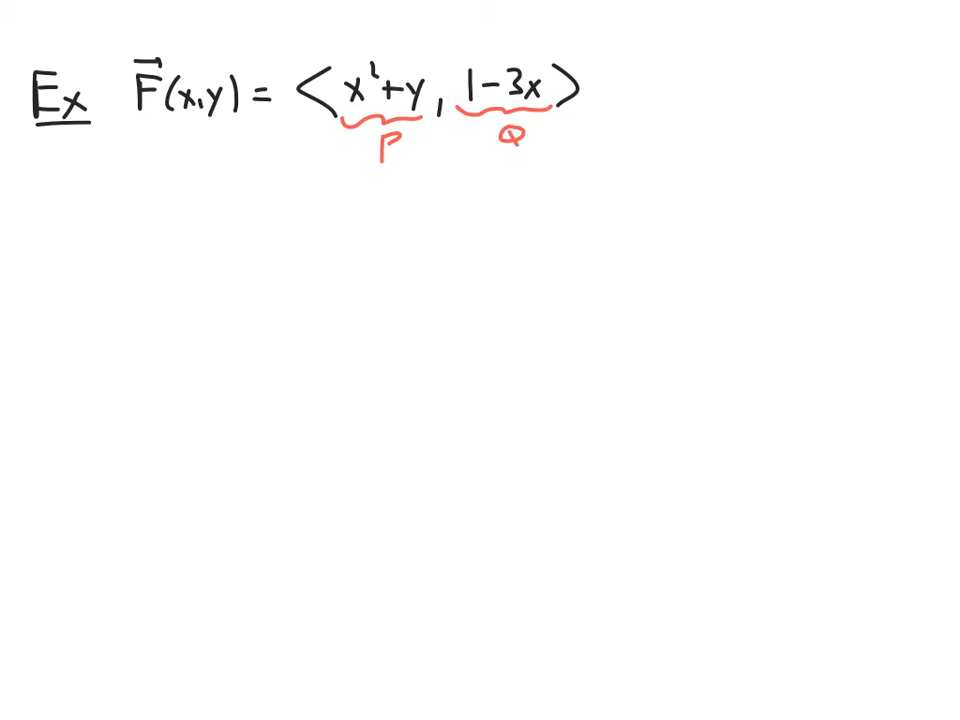 Ex F⃗(x,y) = <x²+y, 1-3x>
P Q